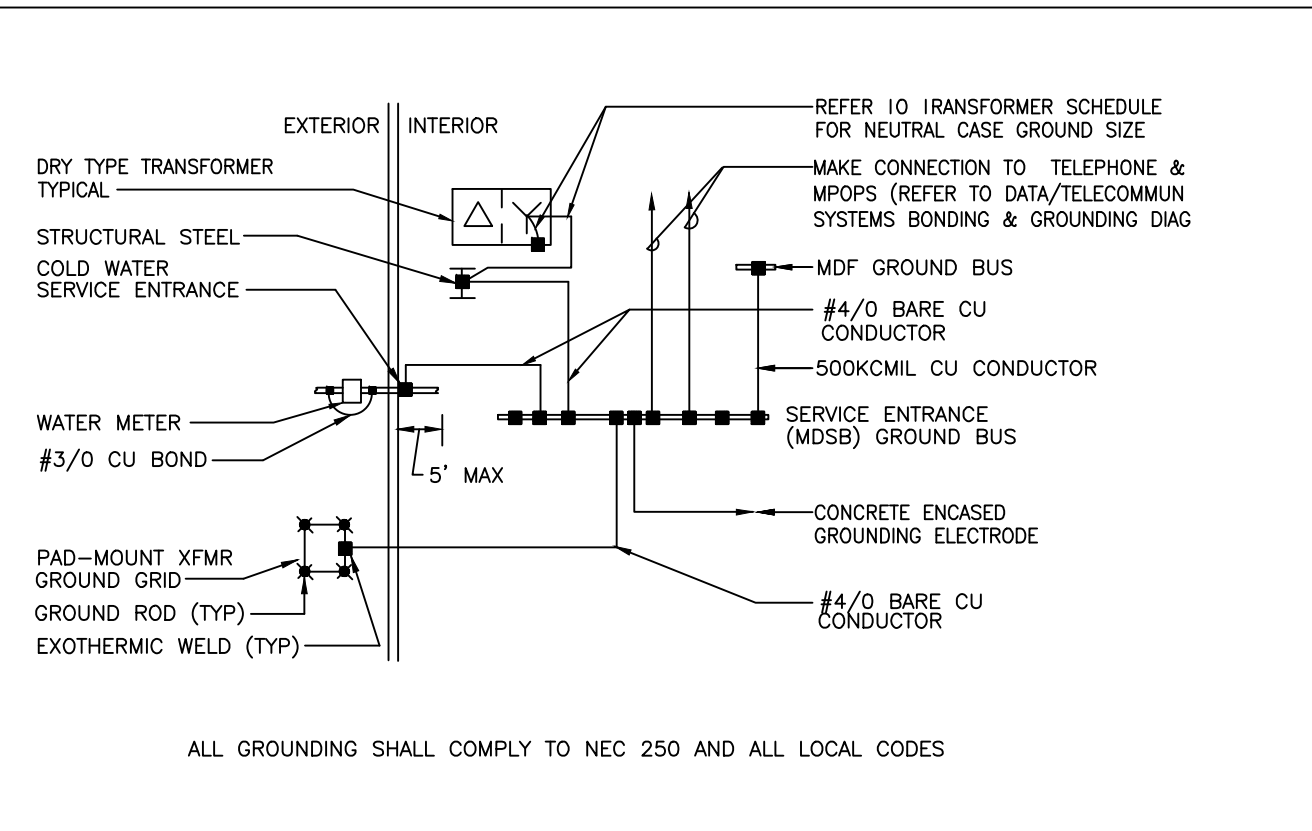 EXTERIOR
INTERIOR
DRY TYPE TRANSFORMER
TYPICAL
STRUCTURAL STEEL
COLD WATER
SERVICE ENTRANCE
WATER METER
#3/0 CU BOND
5' MAX
PAD-MOUNT XFMR
GROUND GRID
GROUND ROD (TYP)
EXOTHERMIC WELD (TYP)
REFER IO IRANSFORMER SCHEDULE
FOR NEUTRAL CASE GROUND SIZE
MAKE CONNECTION TO TELEPHONE &
MPOPS (REFER TO DATA/TELECOMMUN
SYSTEMS BONDING & GROUNDING DIAG
MDF GROUND BUS
#4/0 BARE CU
CONDUCTOR
500KCMIL CU CONDUCTOR
SERVICE ENTRANCE
(MDSB) GROUND BUS
CONCRETE ENCASED
GROUNDING ELECTRODE
#4/0 BARE CU
CONDUCTOR
ALL GROUNDING SHALL COMPLY TO NEC 250 AND ALL LOCAL CODES